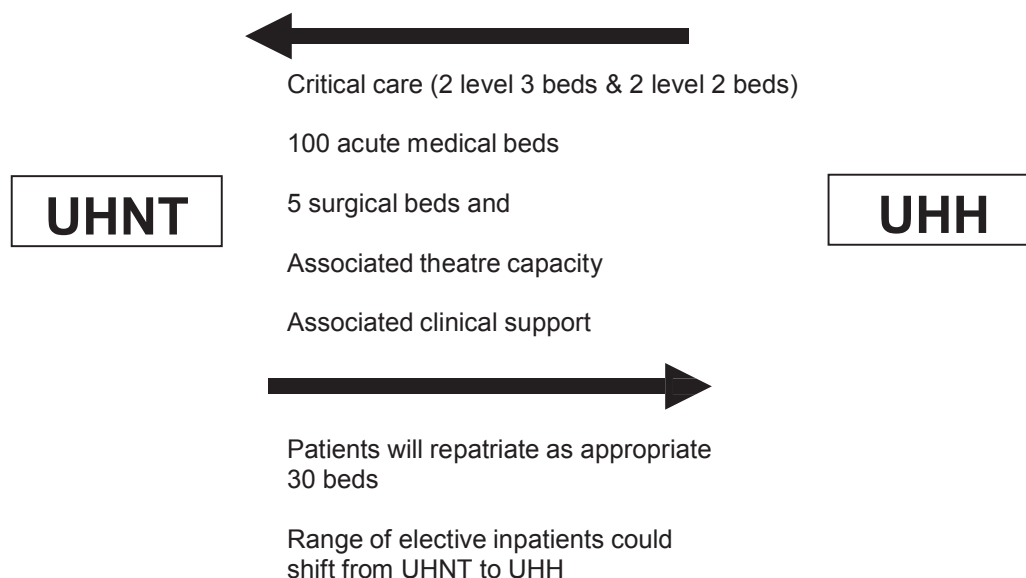 Critical care (2 level 3 beds & 2 level 2 beds)
100 acute medical beds
UHNT
5 surgical beds and
UHH
Associated theatre capacity
Associated clinical support
Patients will repatriate as appropriate
30 beds
Range of elective inpatients could
shift from UHNT to UHH